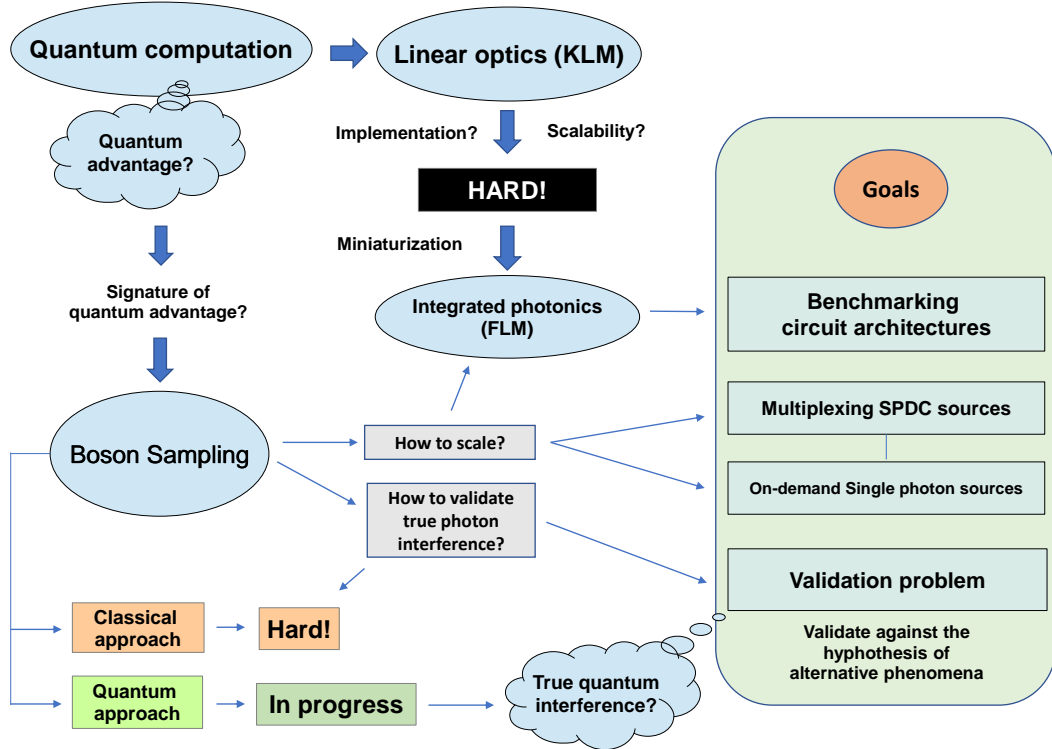 Quantum computation
Linear optics (KLM)
Quantum
advantage?
Implementation?
Scalability?
HARD!
Miniaturization
Signature of
quantum advantage?
Integrated photonics
(FLM)
Boson Sampling
How to scale?
How to validate
true photon
interference?
Classical
approach
Hard!
Quantum
approach
In progress
True quantum
interference?
Goals
Benchmarking
circuit architectures
Multiplexing SPDC sources
On-demand Single photon sources
Validation problem
Validate against the
hyphothesis of
alternative phenomena